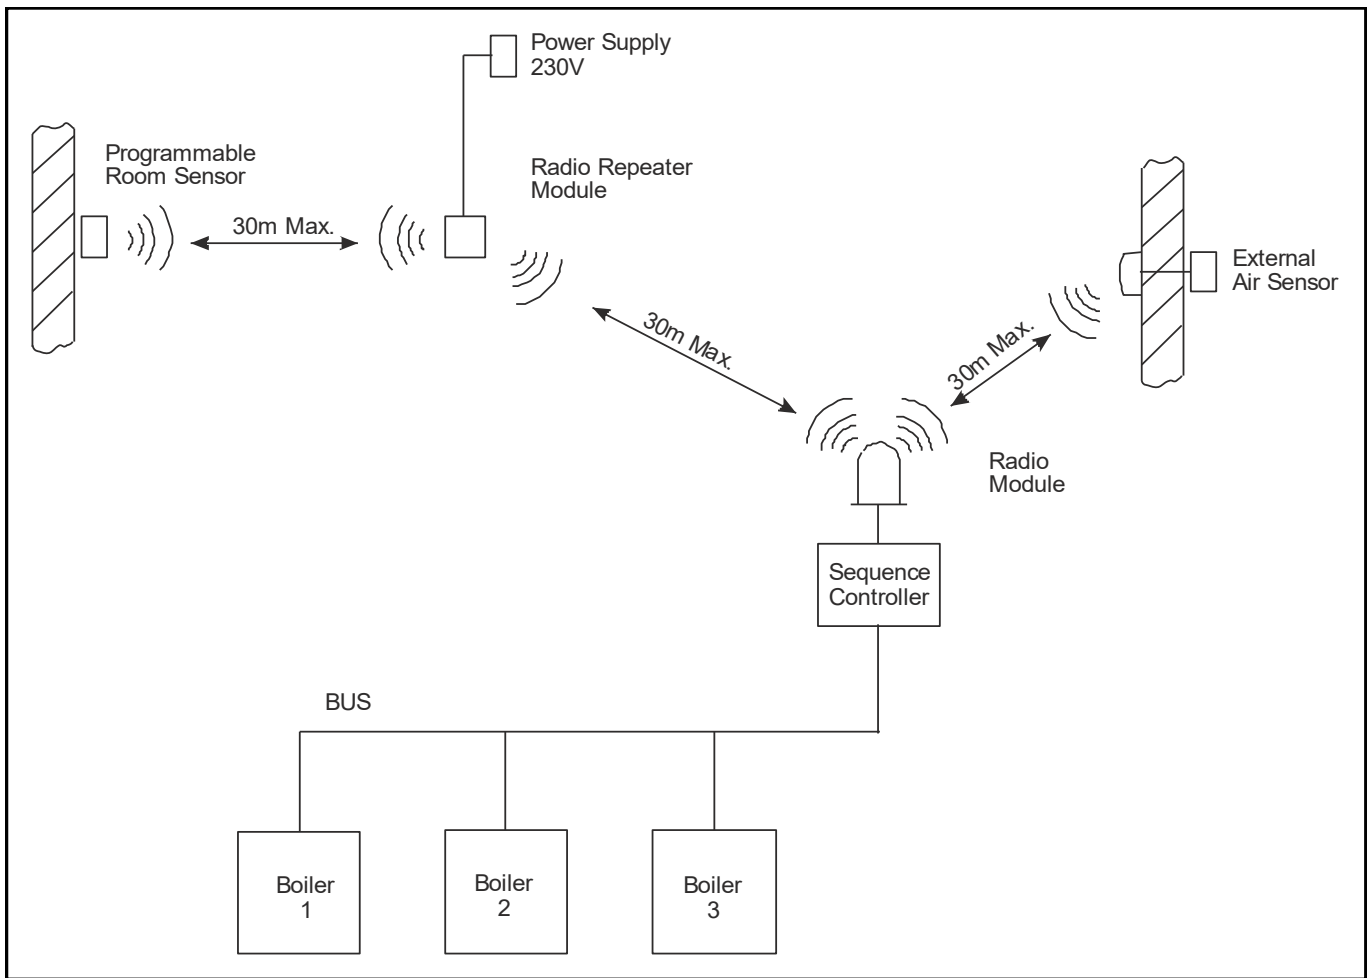 Power Supply
230V
Programmable
Room Sensor
Radio Repeater
Module
30m Max.
External
Air Sensor
30m Max.
30m Max.
Radio
Module
Sequence
Controller
BUS
Boiler
1
Boiler
2
Boiler
3